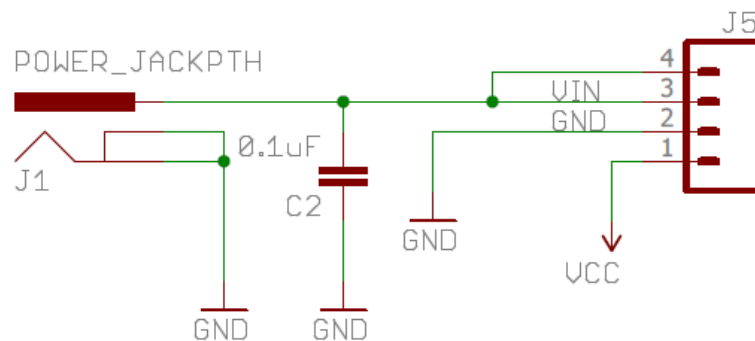 J5
POWER_JACKPTH
4
VIN
3
GND
2
0.1uF
1
J1
C2
GND
VCC
GND
GND